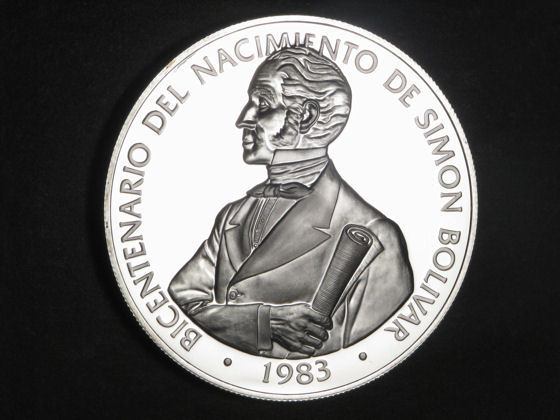 BICENTENARIO DEL NACIMIENTO DE SIMON BOLIVAR
• 1983 •